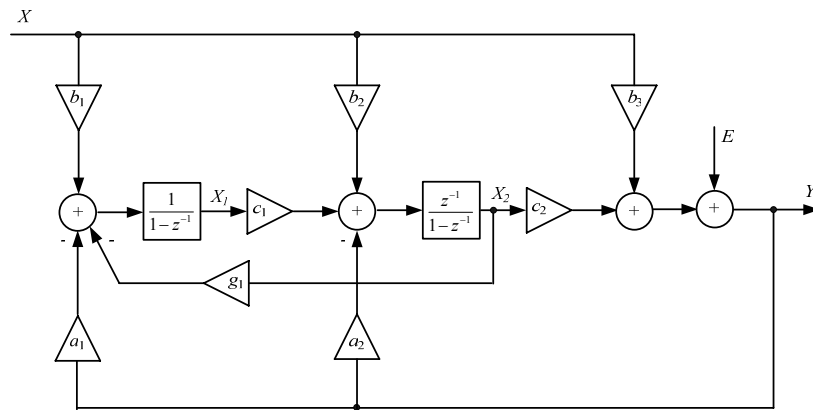 X
b₁ b₂ b₃
E
+ 1 / 1−z⁻¹ X₁ c₁ + z⁻¹ / 1−z⁻¹ X₂ c₂ + + Y
- - -
g₁
a₁ a₂